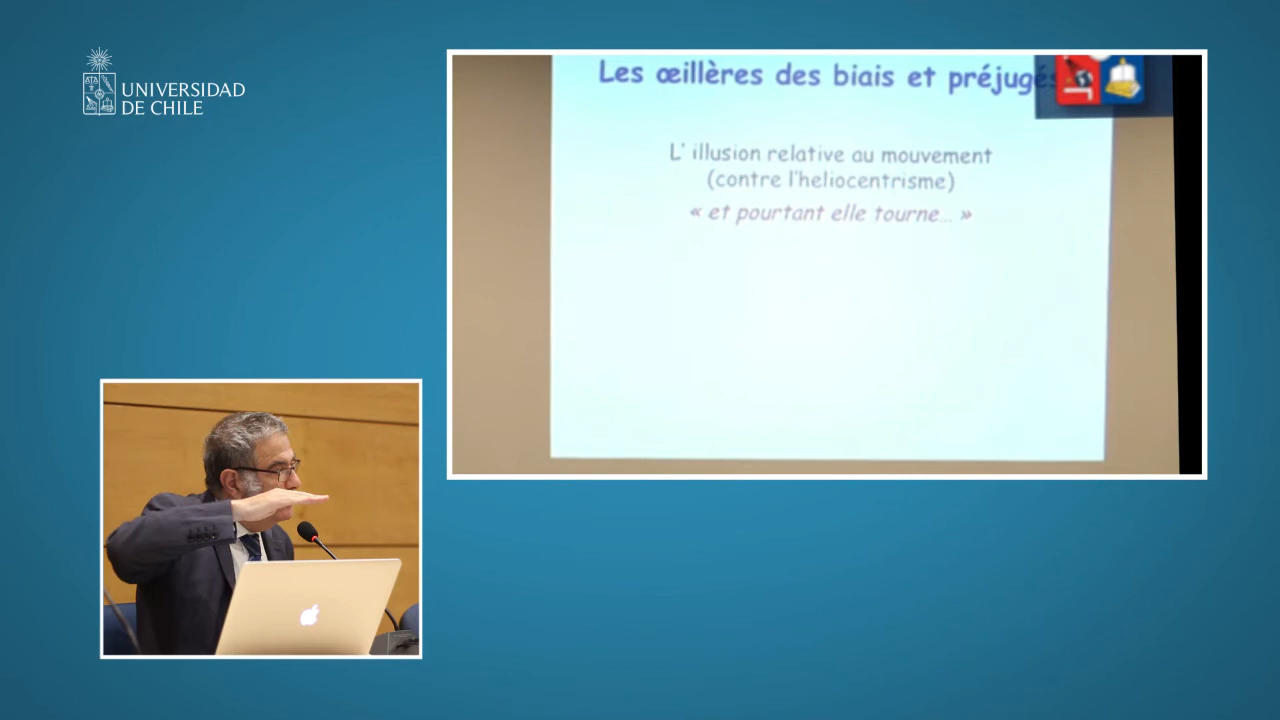 UNIVERSIDAD
DE CHILE
Les œillères des biais et préjugés
L' illusion relative au mouvement
(contre l'heliocentrisme)
« et pourtant elle tourne... »